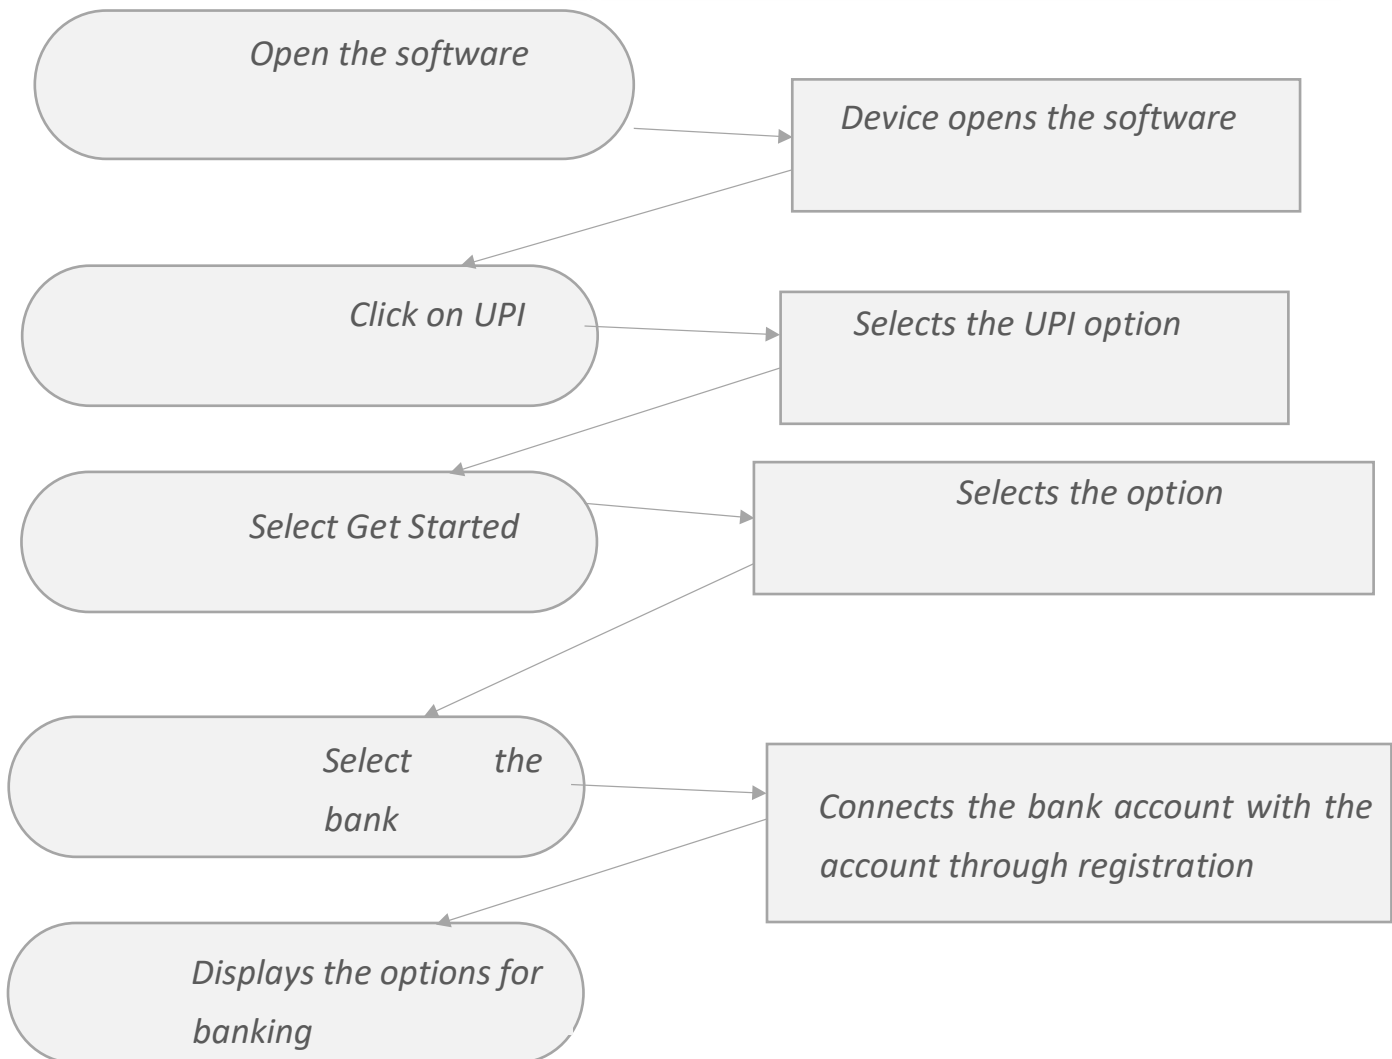 Open the software
Device opens the software
Click on UPI
Selects the UPI option
Select Get Started
Selects the option
Select the
bank
Connects the bank account with the
account through registration
Displays the options for
banking